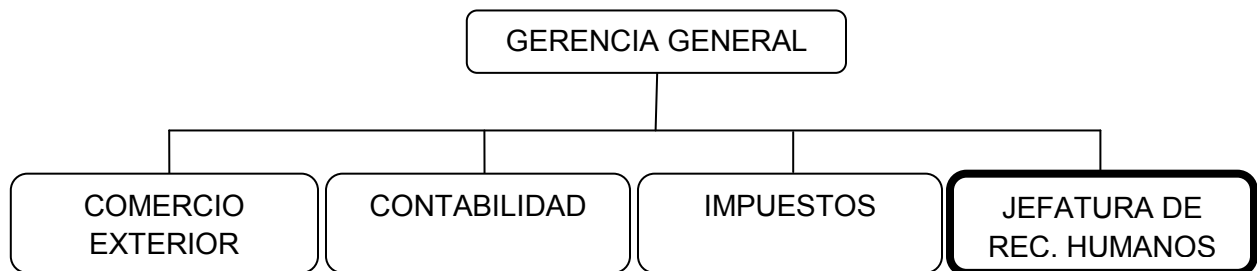 GERENCIA GENERAL
COMERCIO
EXTERIOR
CONTABILIDAD
IMPUESTOS
JEFATURA DE
REC. HUMANOS